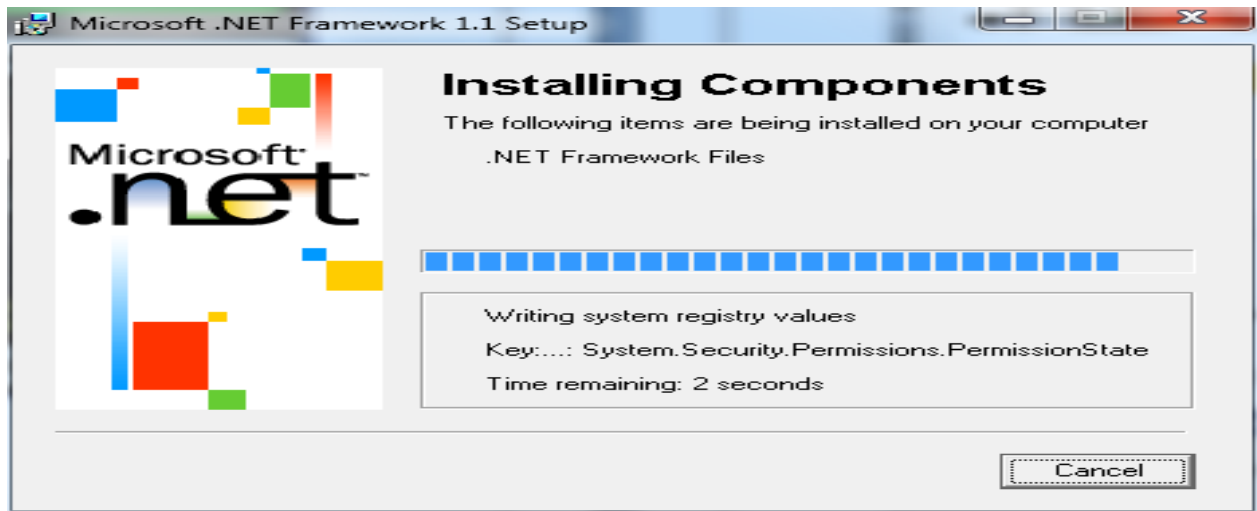 Microsoft .NET Framework 1.1 Setup
Installing Components
The following items are being installed on your computer
.NET Framework Files
Microsoft
.net
Writing system registry values
Key:...: System.Security.Permissions.PermissionState
Time remaining: 2 seconds
Cancel